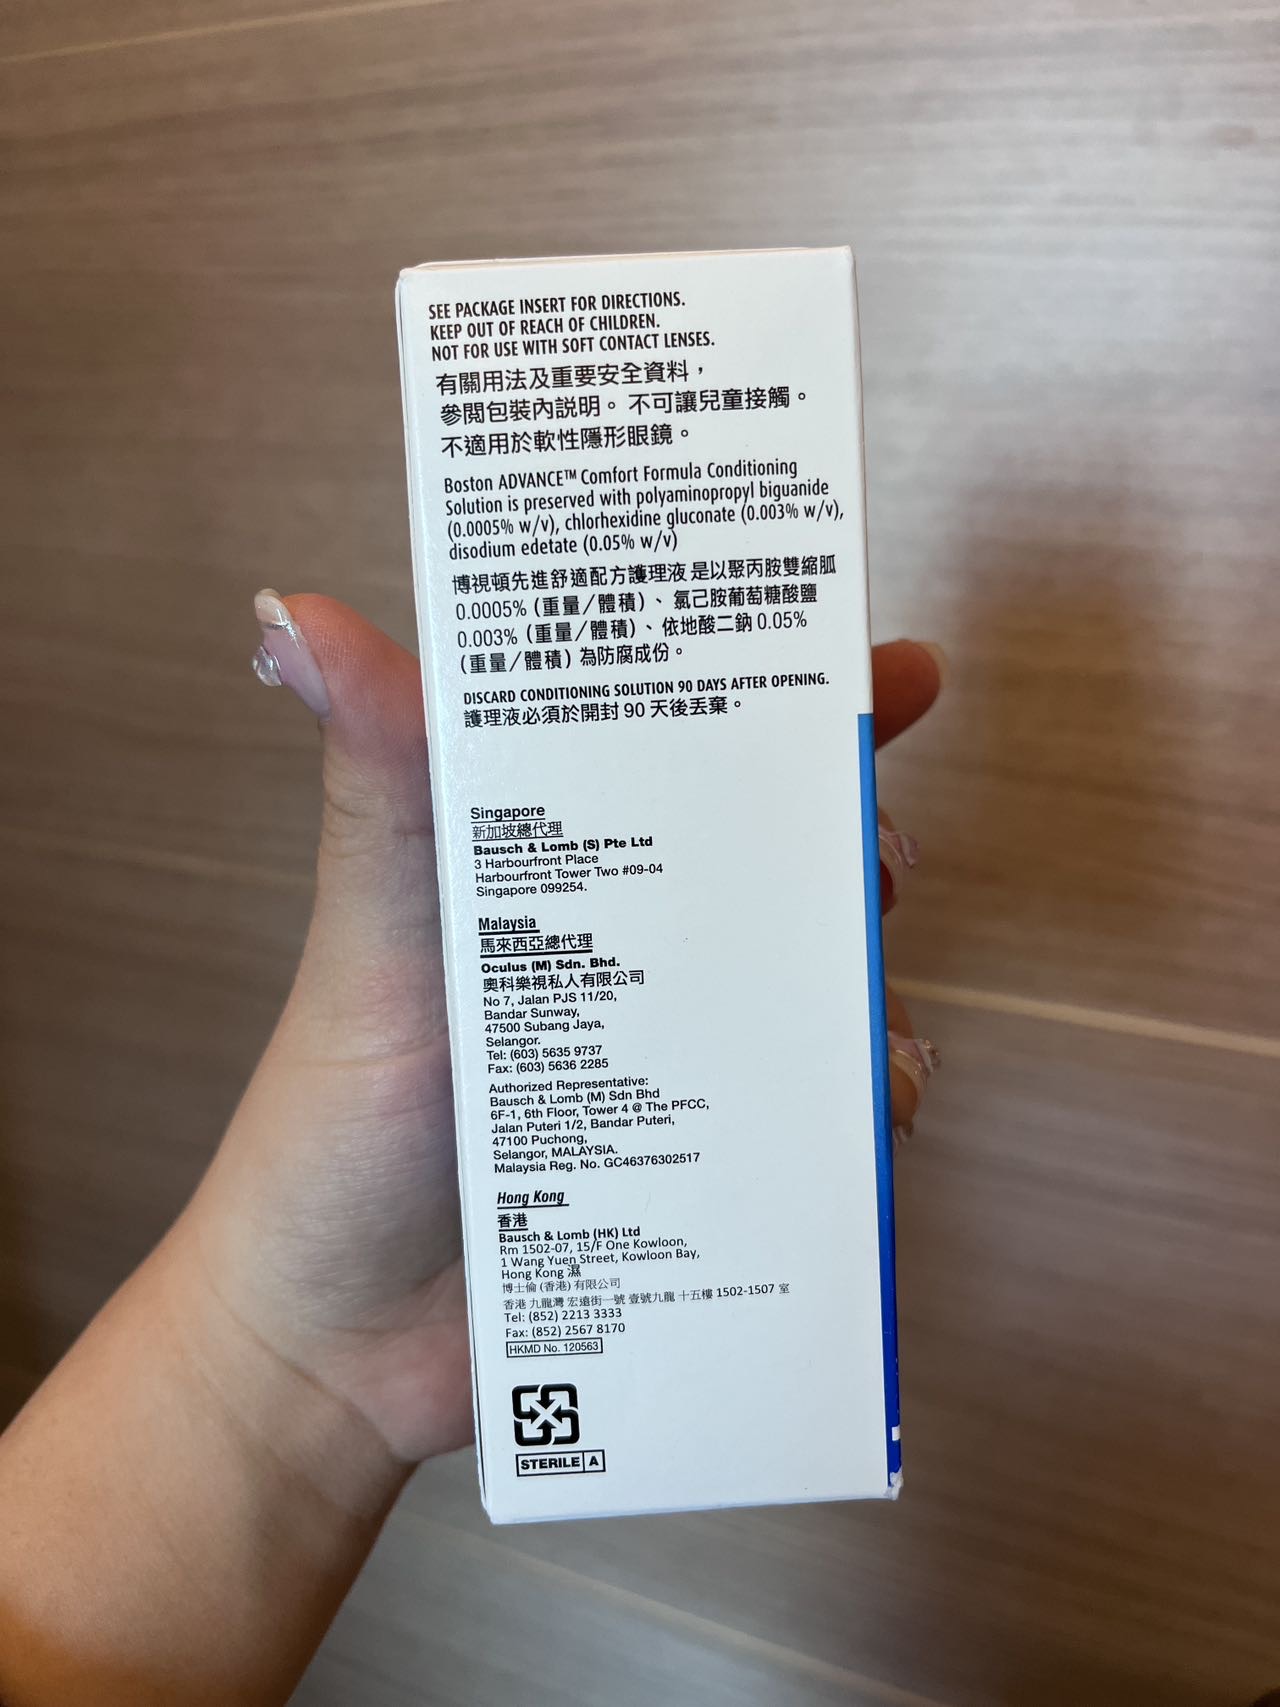 SEE PACKAGE INSERT FOR DIRECTIONS.
KEEP OUT OF REACH OF CHILDREN.
NOT FOR USE WITH SOFT CONTACT LENSES.
有關用法及重要安全資料，
參閱包裝內説明。 不可讓兒童接觸。
不適用於軟性隱形眼鏡。
Boston ADVANCE™ Comfort Formula Conditioning
Solution is preserved with polyaminopropyl biguanide
(0.0005% w/v), chlorhexidine gluconate (0.003% w/v),
disodium edetate (0.05% w/v)
博視頓先進舒適配方護理液 是以聚丙胺雙縮胍
0.0005% (重量/體積)、 氯己胺葡萄糖酸鹽
0.003% (重量/體積)、 依地酸二鈉 0.05%
(重量/體積) 為防腐成份。
DISCARD CONDITIONING SOLUTION 90 DAYS AFTER OPENING.
護理液必須於開封 90 天後丟棄。
Singapore
新加坡總代理
Bausch & Lomb (S) Pte Ltd
3 Harbourfront Place
Harbourfront Tower Two #09-04
Singapore 099254.
Malaysia
馬來西亞總代理
Oculus (M) Sdn. Bhd.
奧科樂視私人有限公司
No 7, Jalan PJS 11/20,
Bandar Sunway,
47500 Subang Jaya,
Selangor.
Tel: (603) 5635 9737
Fax: (603) 5636 2285
Authorized Representative:
Bausch & Lomb (M) Sdn Bhd
6F-1, 6th Floor, Tower 4 @ The PFCC,
Jalan Puteri 1/2, Bandar Puteri,
47100 Puchong,
Selangor, MALAYSIA.
Malaysia Reg. No. GC46376302517
Hong Kong
香港
Bausch & Lomb (HK) Ltd
Rm 1502-07, 15/F One Kowloon,
1 Wang Yuen Street, Kowloon Bay,
Hong Kong 濕
博士倫 (香港) 有限公司
香港 九龍灣 宏遠街一號 壹號九龍 十五樓 1502-1507 室
Tel: (852) 2213 3333
Fax: (852) 2567 8170
HKMD No. 120563
STERILE A